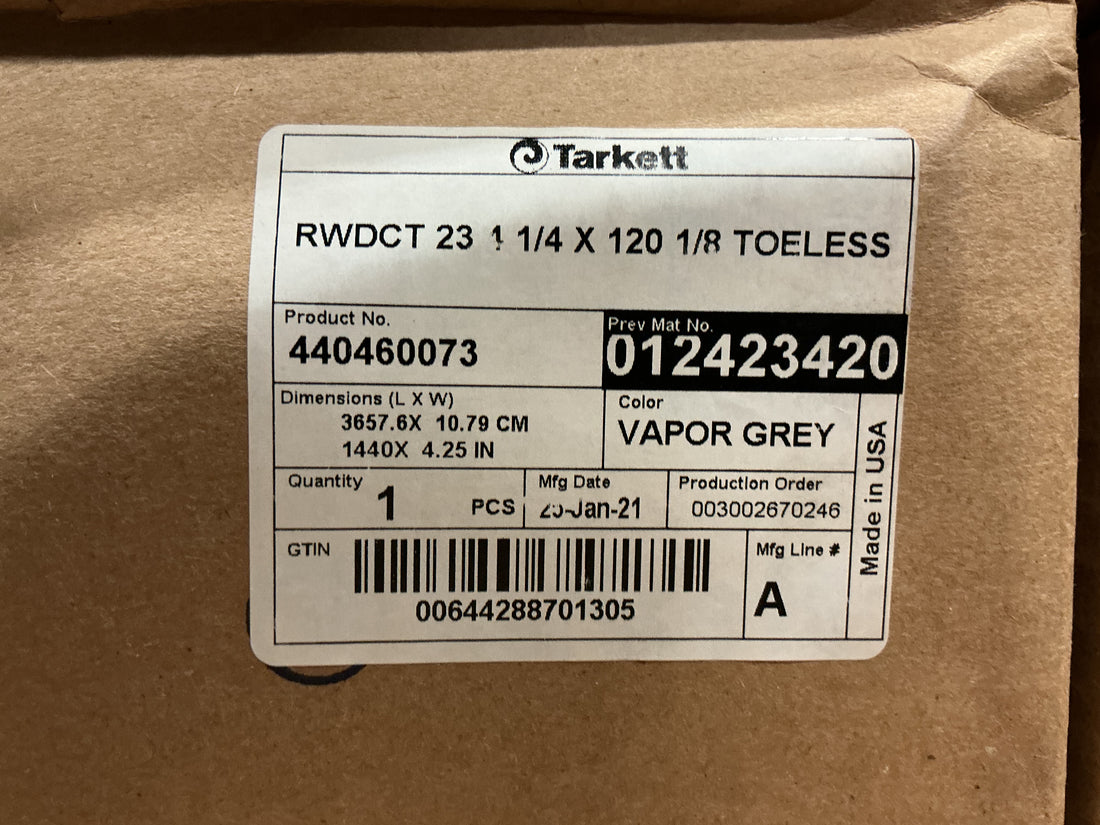 Tarkett
RWDCT 23 4 1/4 X 120 1/8 TOELESS
Product No.
440460073
Prev Mat No.
012423420
Dimensions (L X W)
3657.6X 10.79 CM
1440X 4.25 IN
Color
VAPOR GREY
Quantity
1 PCS
Mfg Date
Production Order
003002670246
GTIN
00644288701305
Mfg Line #
A
Made in USA